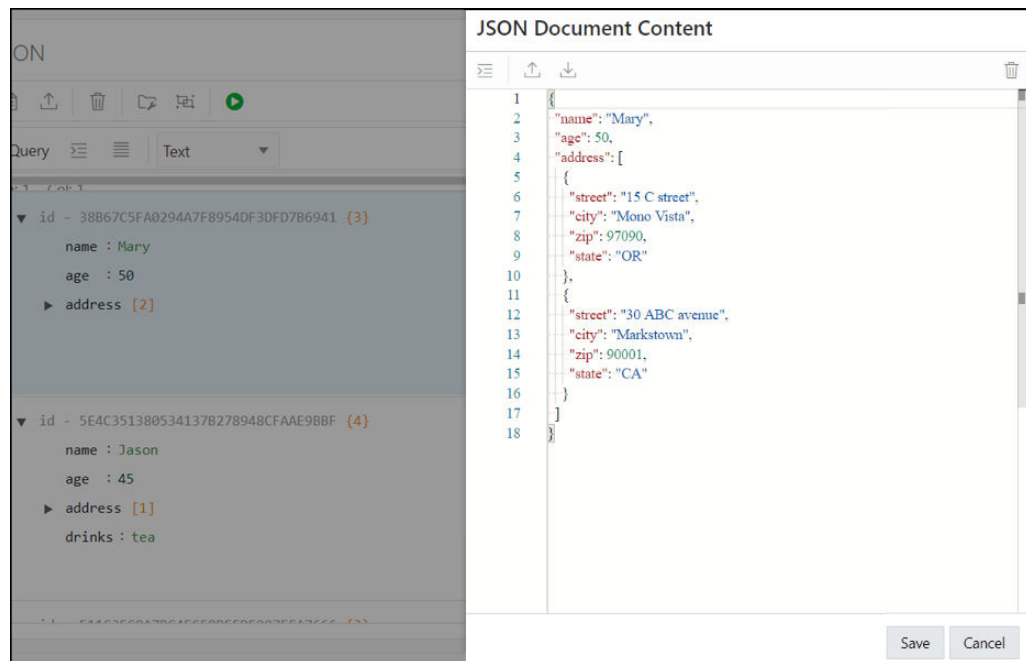 ON
Query
Text
id - 38B67C5FA0294A7F8954DF3DFD7B6941 {3}
name : Mary
age : 50
address [2]
id - 5E4C351380534137B278948CFAAE9BBF {4}
name : Jason
age : 45
address [1]
drinks : tea
JSON Document Content
1 {
2 "name": "Mary",
3 "age": 50,
4 "address": [
5 {
6 "street": "15 C street",
7 "city": "Mono Vista",
8 "zip": 97090,
9 "state": "OR"
10 },
11 {
12 "street": "30 ABC avenue",
13 "city": "Markstown",
14 "zip": 90001,
15 "state": "CA"
16 }
17 ]
18 }
Save Cancel